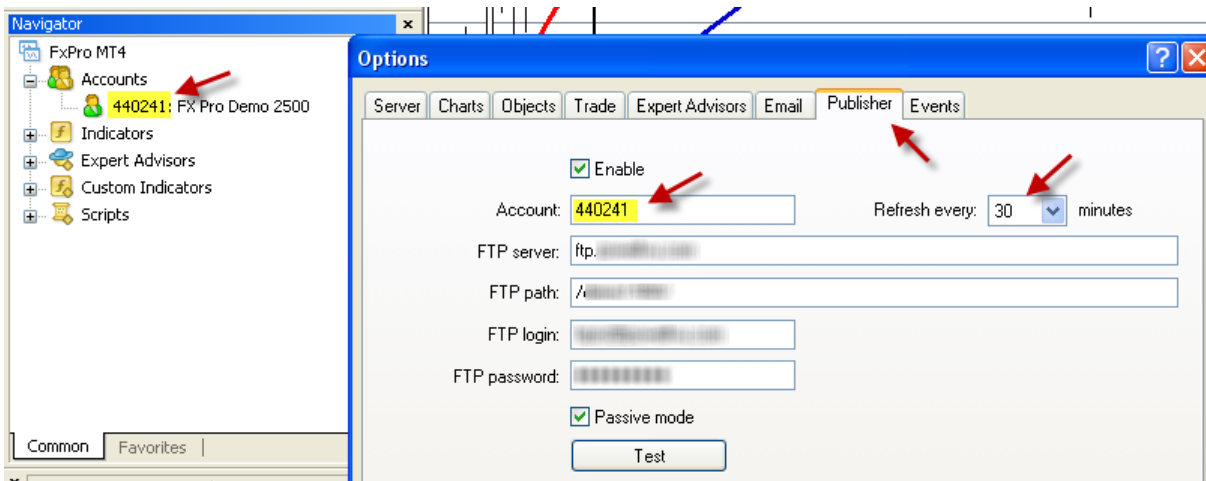 Navigator
FxPro MT4
Accounts
440241: FX Pro Demo 2500
Indicators
Expert Advisors
Custom Indicators
Scripts
Common
Favorites
Options
Server
Charts
Objects
Trade
Expert Advisors
Email
Publisher
Events
Enable
Account: 440241
Refresh every: 30 minutes
FTP server: ftp.
FTP path: /
FTP login:
FTP password:
Passive mode
Test